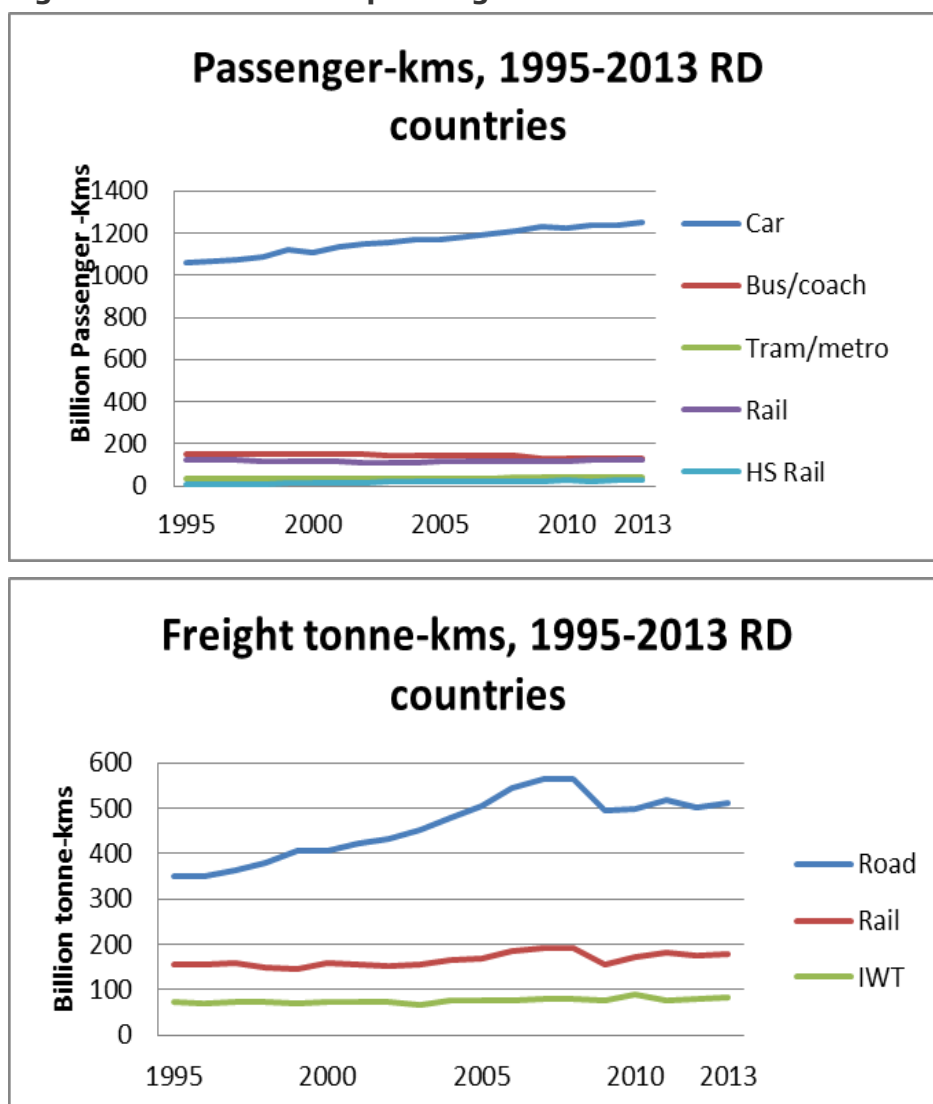 Passenger-kms, 1995-2013 RD
countries
Billion Passenger -Kms
1400
1200
1000
800
600
400
200
0
1995
2000
2005
2010
2013
Car
Bus/coach
Tram/metro
Rail
HS Rail
Freight tonne-kms, 1995-2013 RD
countries
Billion tonne-kms
600
500
400
300
200
100
0
1995
2000
2005
2010
2013
Road
Rail
IWT